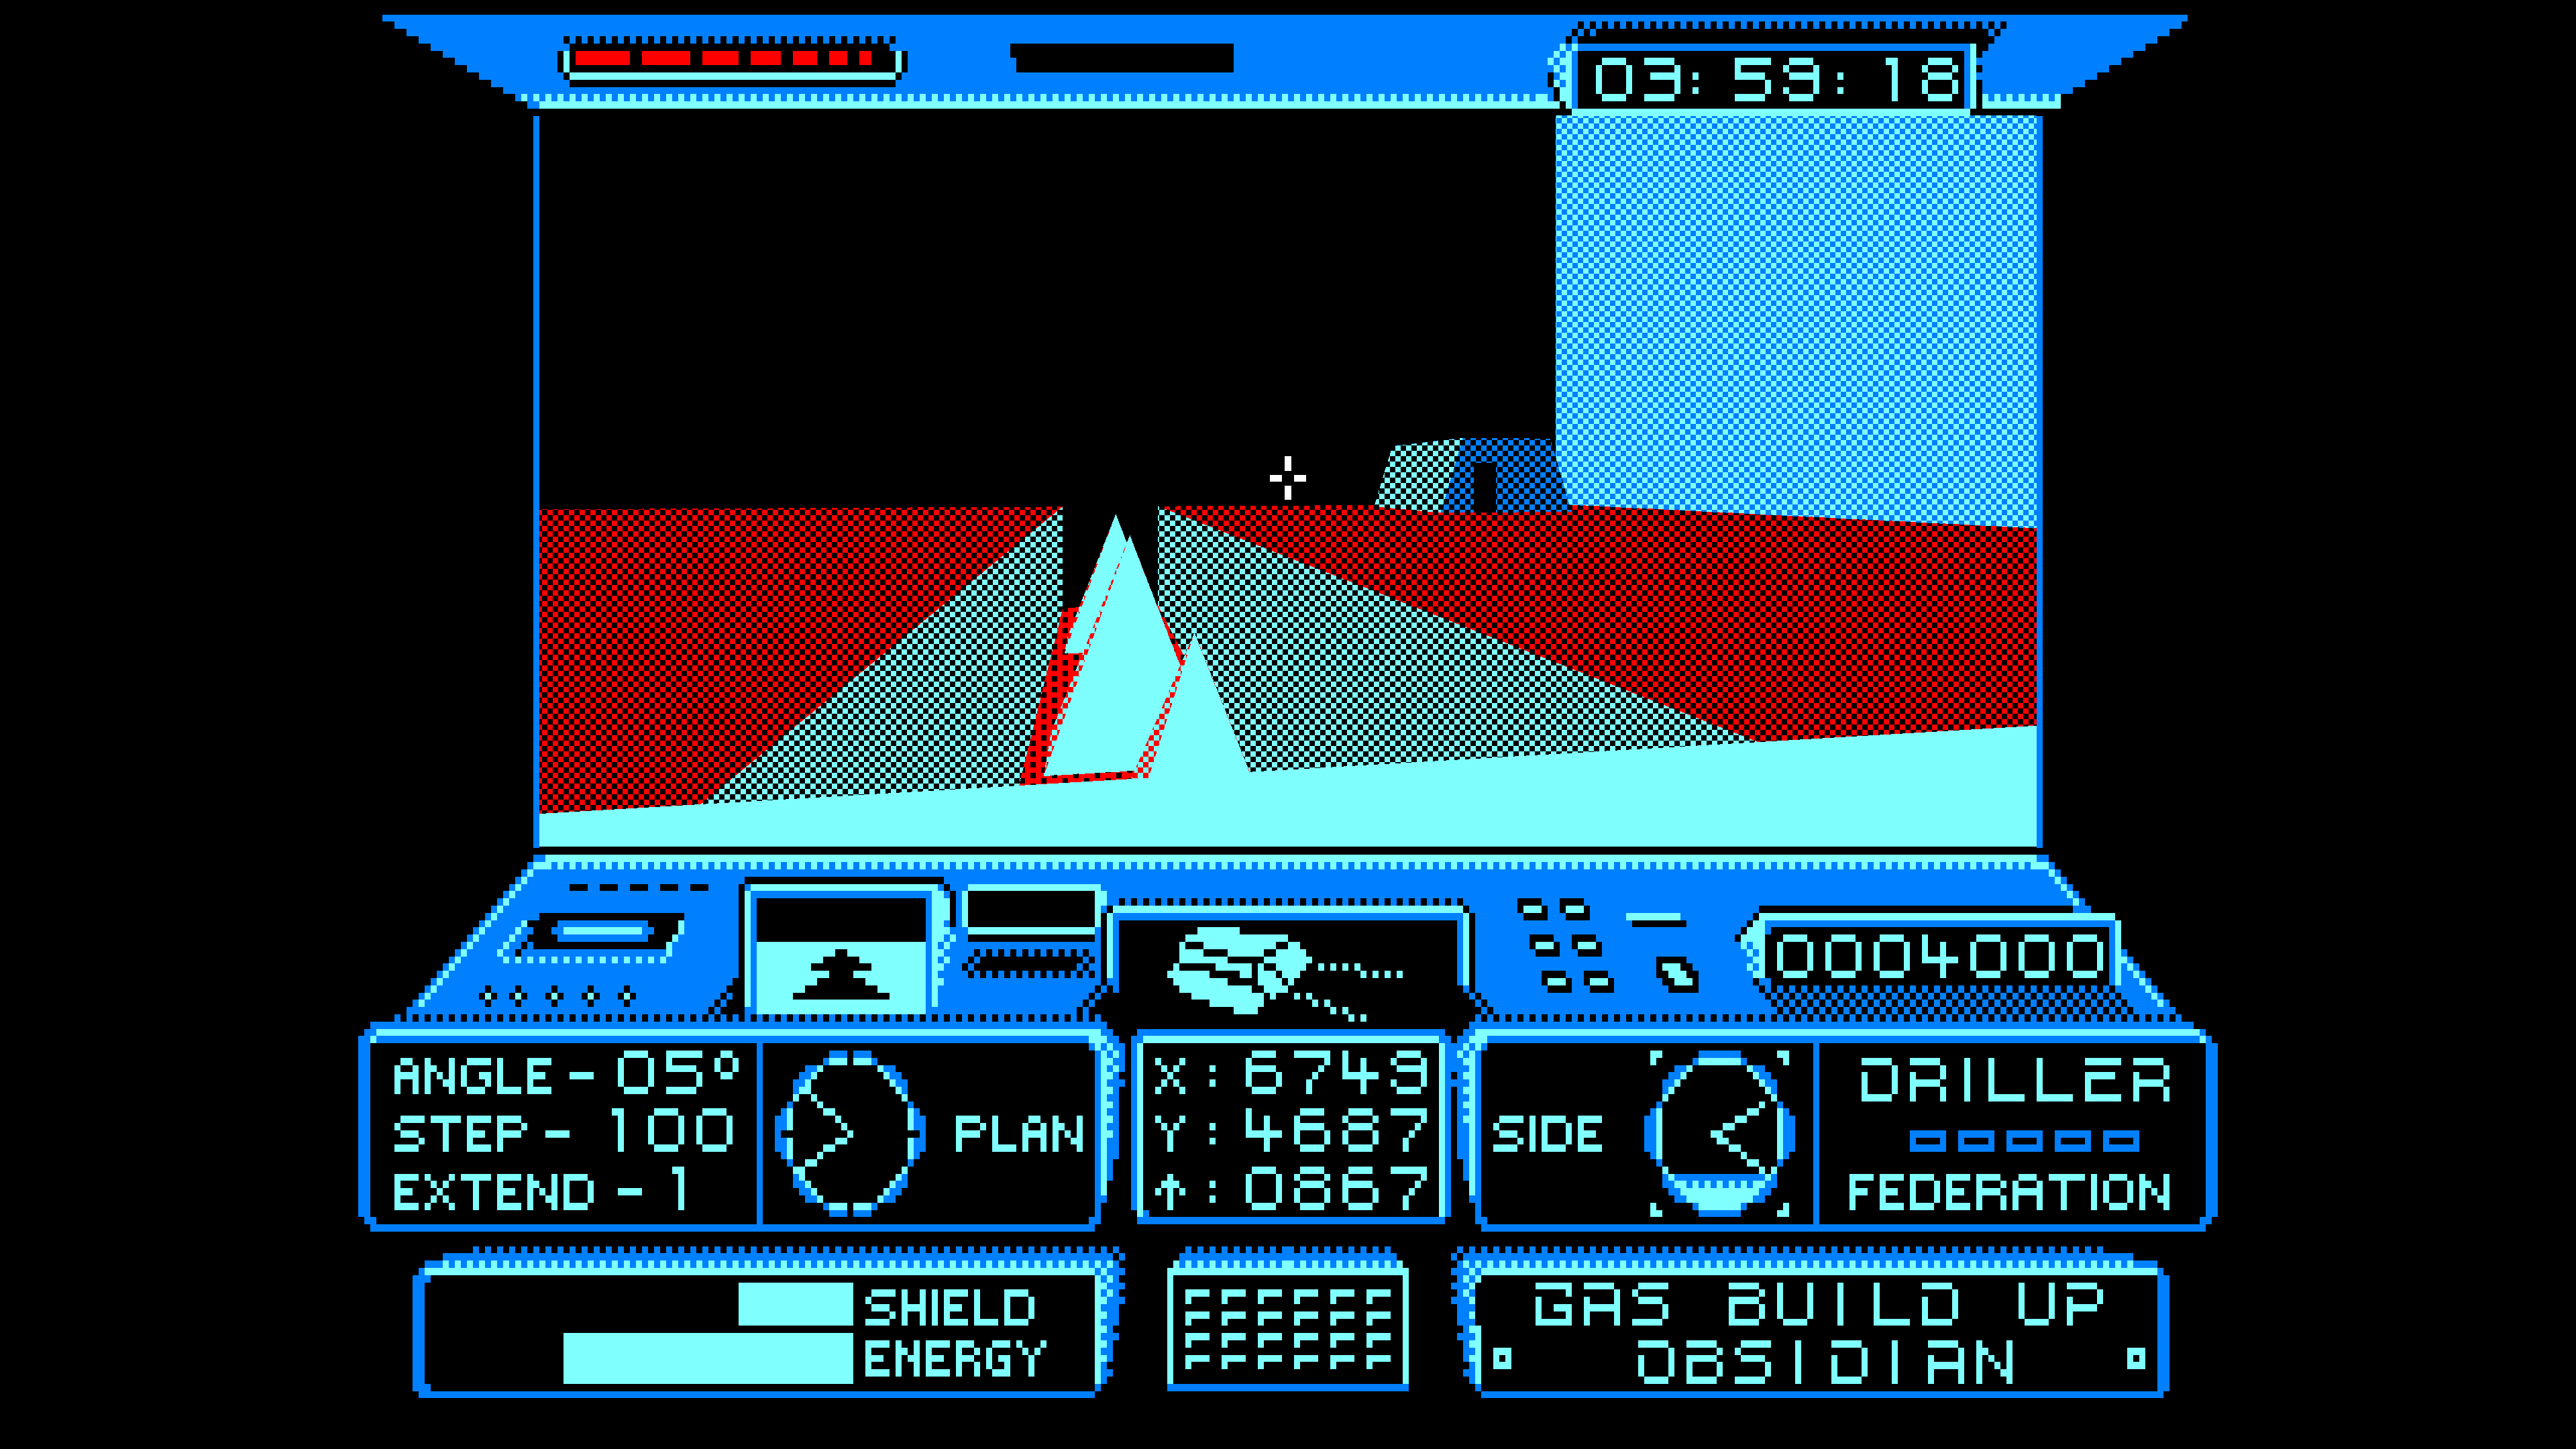 03:59:18
0004000
ANGLE-05°
STEP-100
EXTEND-1
PLAN
X:6749
Y:4687
↑:0867
SIDE
DRILLER
FEDERATION
SHIELD
ENERGY
GAS BUILD UP
OBSIDIAN